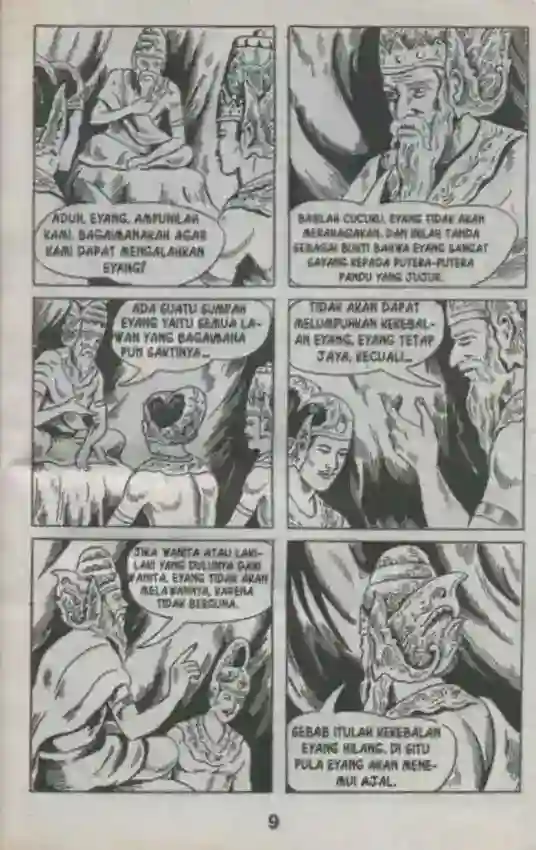 ADUH, EYANG, AMPUNILAH
KAMI. BAGAIMANAKAH AGAR
KAMI DAPAT MENGALAHKAN
EYANG?
BAIKLAH CUCUKU, EYANG TIDAK AKAN
MERAHASIAKAN. DAN INILAH TANDA
SEBAGAI BUKTI BAHWA EYANG SANGAT
SAYANG KEPADA PUTERA-PUTERA
PANDU YANG JUJUR.
ADA SUATU SUMPAH
EYANG YAITU SEMUA LA-
WAN YANG BAGAIMANA
PUN SAKTINYA...
TIDAK AKAN DAPAT
MELUMPUHKAN KEKEBAL-
AN EYANG, EYANG TETAP
JAYA, KECUALI...
JIKA WANITA ATAU LAKI-
LAKI YANG DULUNYA DARI
WANITA, EYANG TIDAK AKAN
MELAWANNYA, KARENA
TIDAK BERGUNA.
SEBAB ITULAH KEKEBALAN
EYANG HILANG. DI SITU
PULA EYANG AKAN MENE-
MUI AJAL.
9